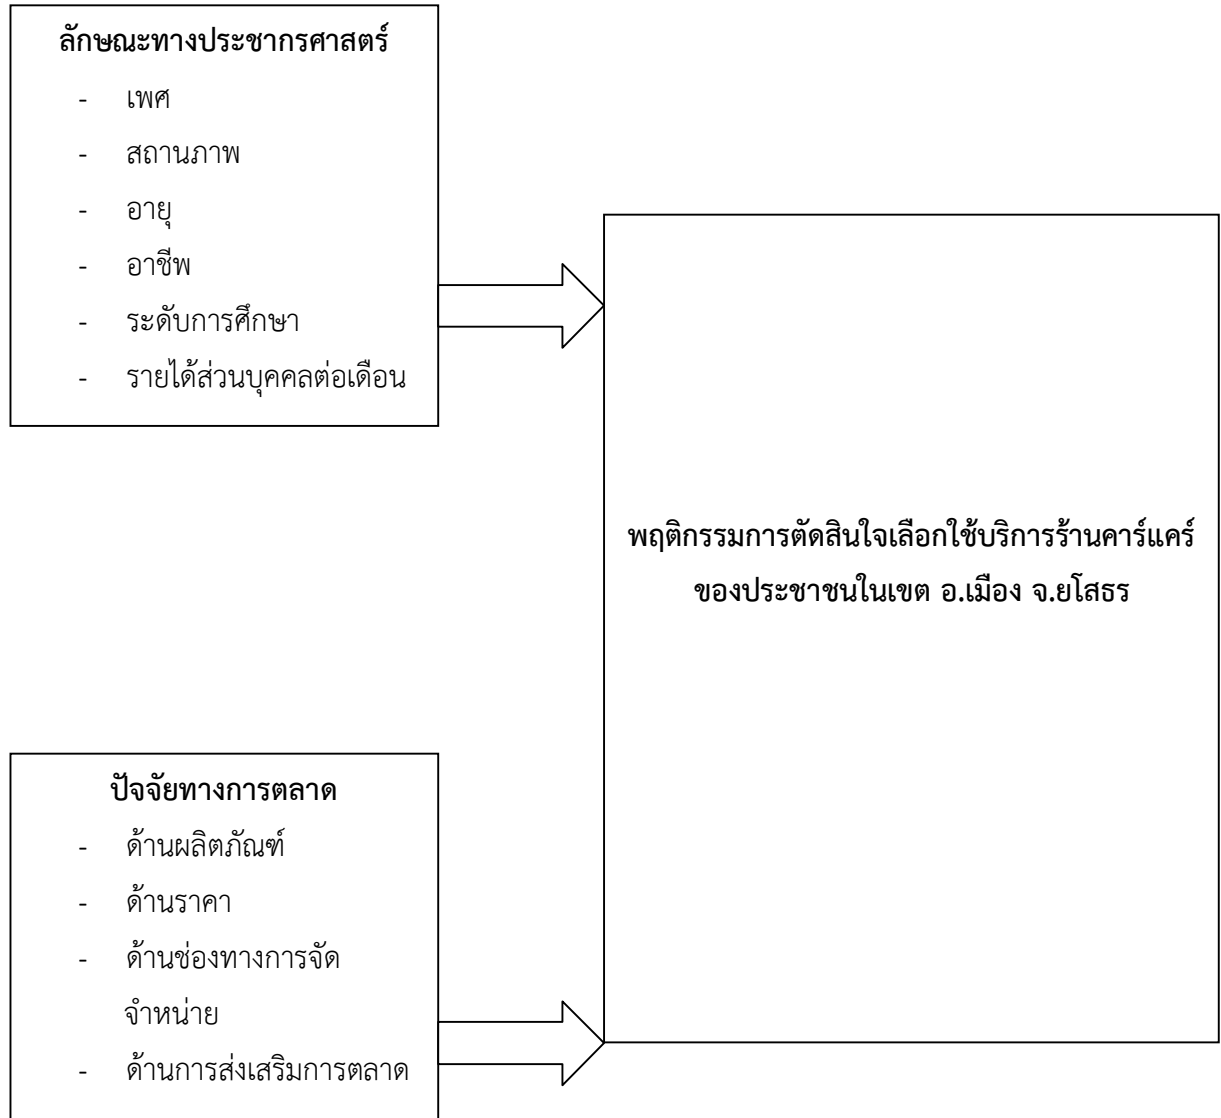 ลักษณะทางประชากรศาสตร์
- เพศ
- สถานภาพ
- อายุ
- อาชีพ
- ระดับการศึกษา
- รายได้ส่วนบุคคลต่อเดือน
พฤติกรรมการตัดสินใจเลือกใช้บริการร้านคาร์แคร์
ของประชาชนในเขต อ.เมือง จ.ยโสธร
ปัจจัยทางการตลาด
- ด้านผลิตภัณฑ์
- ด้านราคา
- ด้านช่องทางการจัด
จำหน่าย
- ด้านการส่งเสริมการตลาด